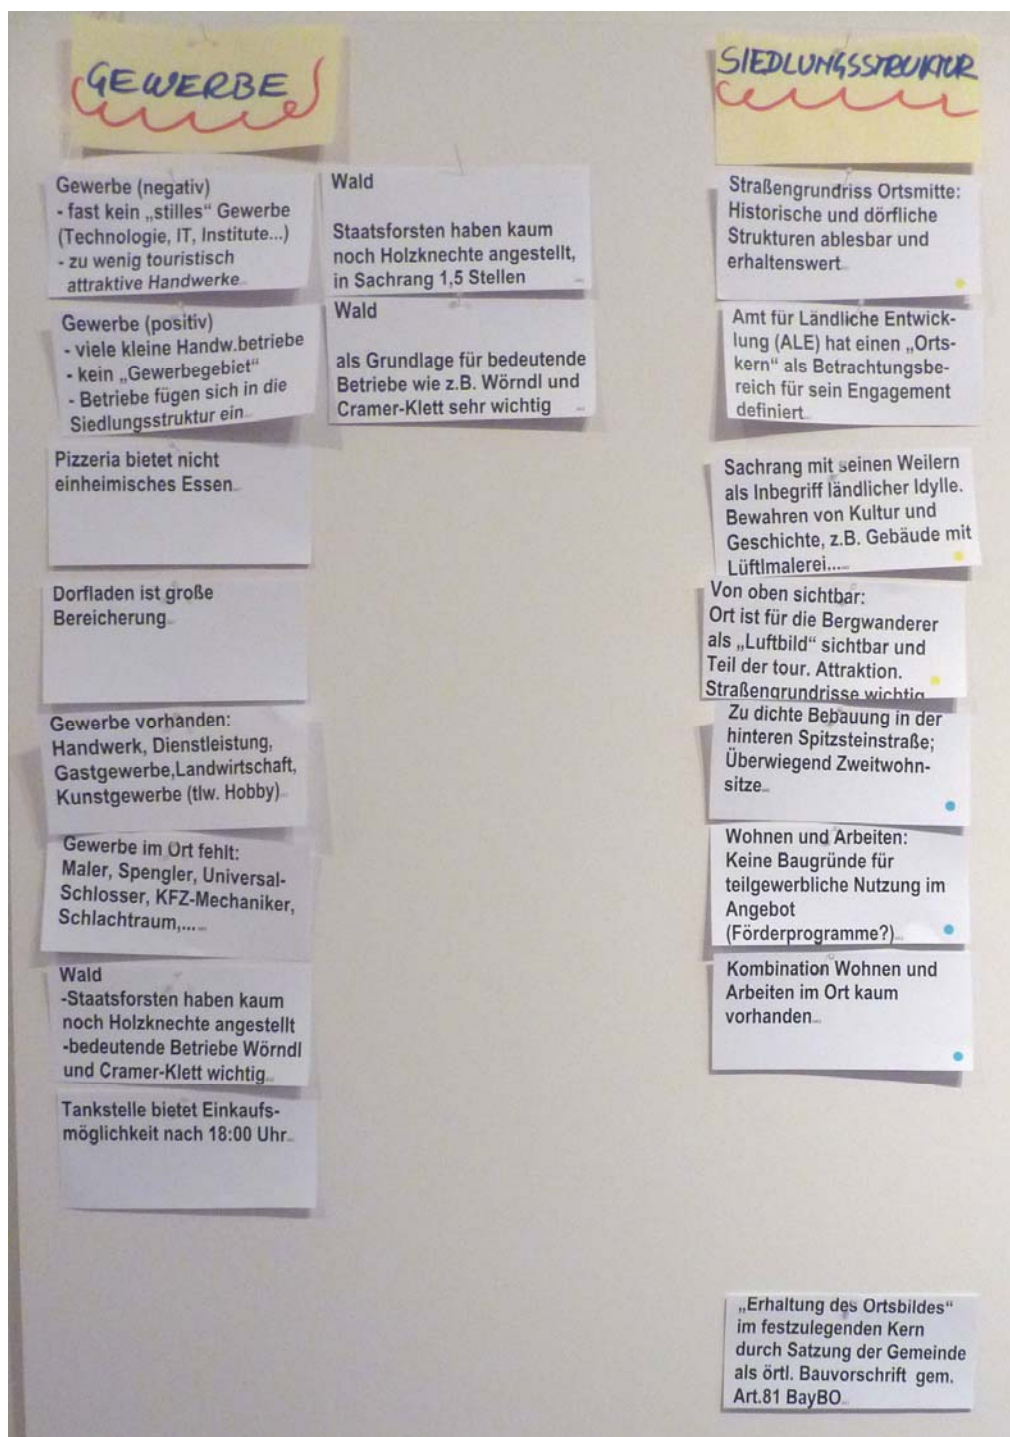 GEWERBE
Gewerbe (negativ)
- fast kein „stilles“ Gewerbe
(Technologie, IT, Institute...)
- zu wenig touristisch
attraktive Handwerke
Gewerbe (positiv)
- viele kleine Handw.betriebe
- kein „Gewerbegebiet“
- Betriebe fügen sich in die
Siedlungsstruktur ein
Pizzeria bietet nicht
einheimisches Essen
Dorfladen ist große
Bereicherung
Gewerbe vorhanden:
Handwerk, Dienstleistung,
Gastgewerbe,Landwirtschaft,
Kunstgewerbe (tlw. Hobby)
Gewerbe im Ort fehlt:
Maler, Spengler, Universal-
Schlosser, KFZ-Mechaniker,
Schlachtraum,...
Wald
-Staatsforsten haben kaum
noch Holzknechte angestellt
-bedeutende Betriebe Wörndl
und Cramer-Klett wichtig
Tankstelle bietet Einkaufs-
möglichkeit nach 18:00 Uhr
Wald
Staatsforsten haben kaum
noch Holzknechte angestellt,
in Sachrang 1,5 Stellen
Wald
als Grundlage für bedeutende
Betriebe wie z.B. Wörndl und
Cramer-Klett sehr wichtig
SIEDLUNGSSTRUKTUR
Straßengrundriss Ortsmitte:
Historische und dörfliche
Strukturen ablesbar und
erhaltenswert
Amt für Ländliche Entwick-
lung (ALE) hat einen „Orts-
kern“ als Betrachtungsbe-
reich für sein Engagement
definiert
Sachrang mit seinen Weilern
als Inbegriff ländlicher Idylle.
Bewahren von Kultur und
Geschichte, z.B. Gebäude mit
Lüftlmalerei...
Von oben sichtbar:
Ort ist für die Bergwanderer
als „Luftbild“ sichtbar und
Teil der tour. Attraktion.
Straßengrundrisse wichtig
Zu dichte Bebauung in der
hinteren Spitzsteinstraße;
Überwiegend Zweitwohn-
sitze
Wohnen und Arbeiten:
Keine Baugründe für
teilgewerbliche Nutzung im
Angebot
(Förderprogramme?)
Kombination Wohnen und
Arbeiten im Ort kaum
vorhanden
„Erhaltung des Ortsbildes“
im festzulegenden Kern
durch Satzung der Gemeinde
als örtl. Bauvorschrift gem.
Art.81 BayBO